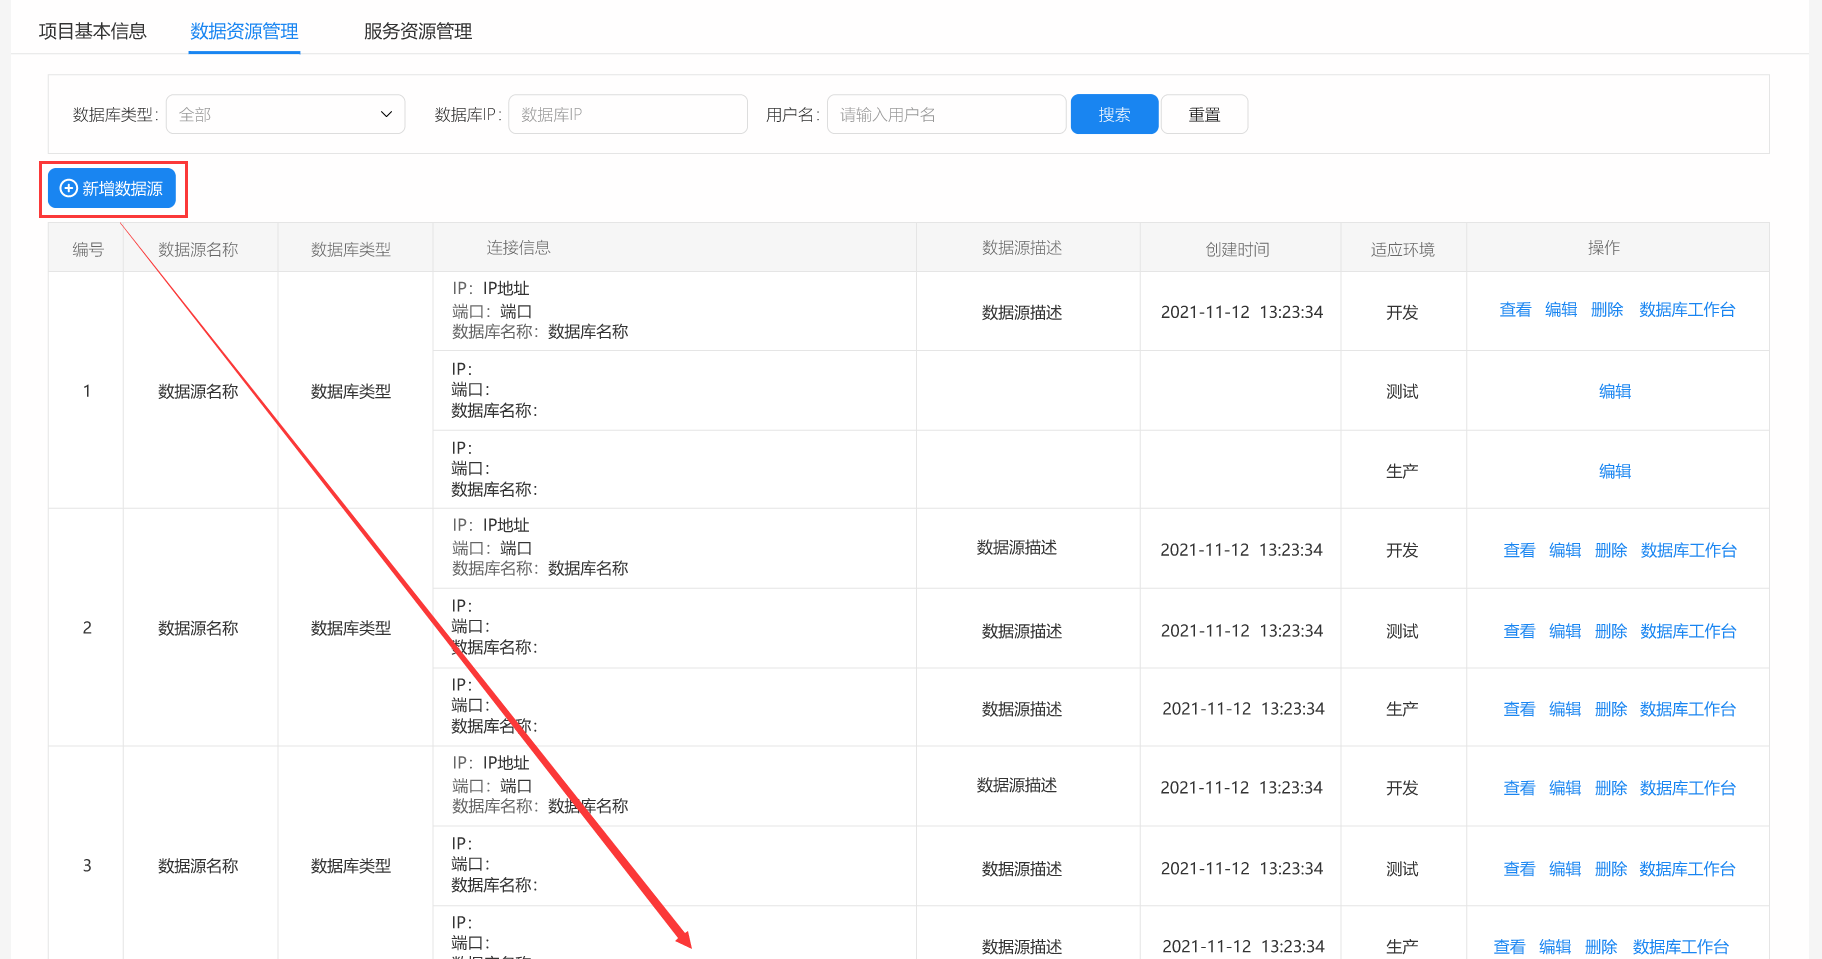 项目基本信息 数据资源管理 服务资源管理
数据库类型: 全部 数据库IP: 数据库IP 用户名: 请输入用户名 搜索 重置
新增数据源
编号 数据源名称 数据库类型 连接信息 数据源描述 创建时间 适应环境 操作
IP: IP地址
端口: 端口
数据库名称: 数据库名称
数据源描述 2021-11-12 13:23:34 开发 查看 编辑 删除 数据库工作台
1 数据源名称 数据库类型
IP:
端口:
数据库名称:
测试 编辑
IP:
端口:
数据库名称:
生产 编辑
IP: IP地址
端口: 端口
数据库名称: 数据库名称
数据源描述 2021-11-12 13:23:34 开发 查看 编辑 删除 数据库工作台
2 数据源名称 数据库类型
IP:
端口:
数据库名称:
数据源描述 2021-11-12 13:23:34 测试 查看 编辑 删除 数据库工作台
IP:
端口:
数据库名称:
数据源描述 2021-11-12 13:23:34 生产 查看 编辑 删除 数据库工作台
IP: IP地址
端口: 端口
数据库名称: 数据库名称
数据源描述 2021-11-12 13:23:34 开发 查看 编辑 删除 数据库工作台
3 数据源名称 数据库类型
IP:
端口:
数据库名称:
数据源描述 2021-11-12 13:23:34 测试 查看 编辑 删除 数据库工作台
IP:
端口:
数据源描述 2021-11-12 13:23:34 生产 查看 编辑 删除 数据库工作台